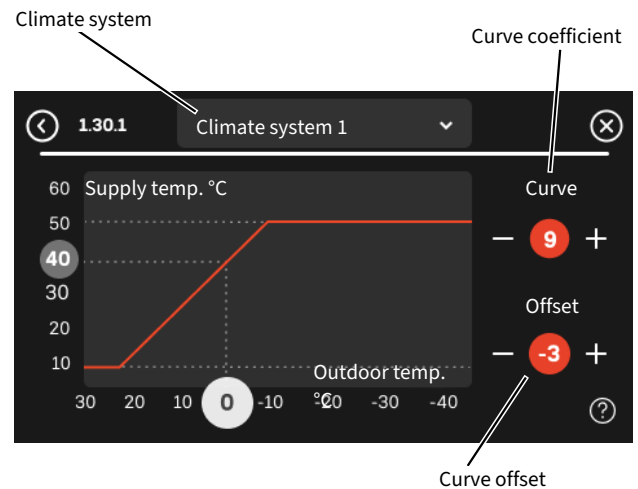 Climate system
Curve coefficient
1.30.1
Climate system 1
60
Supply temp. °C
Curve
50
9
40
30
Offset
20
10
-3
Outdoor temp.
°C
30 20 10 0 -10 -20 -30 -40
?
Curve offset